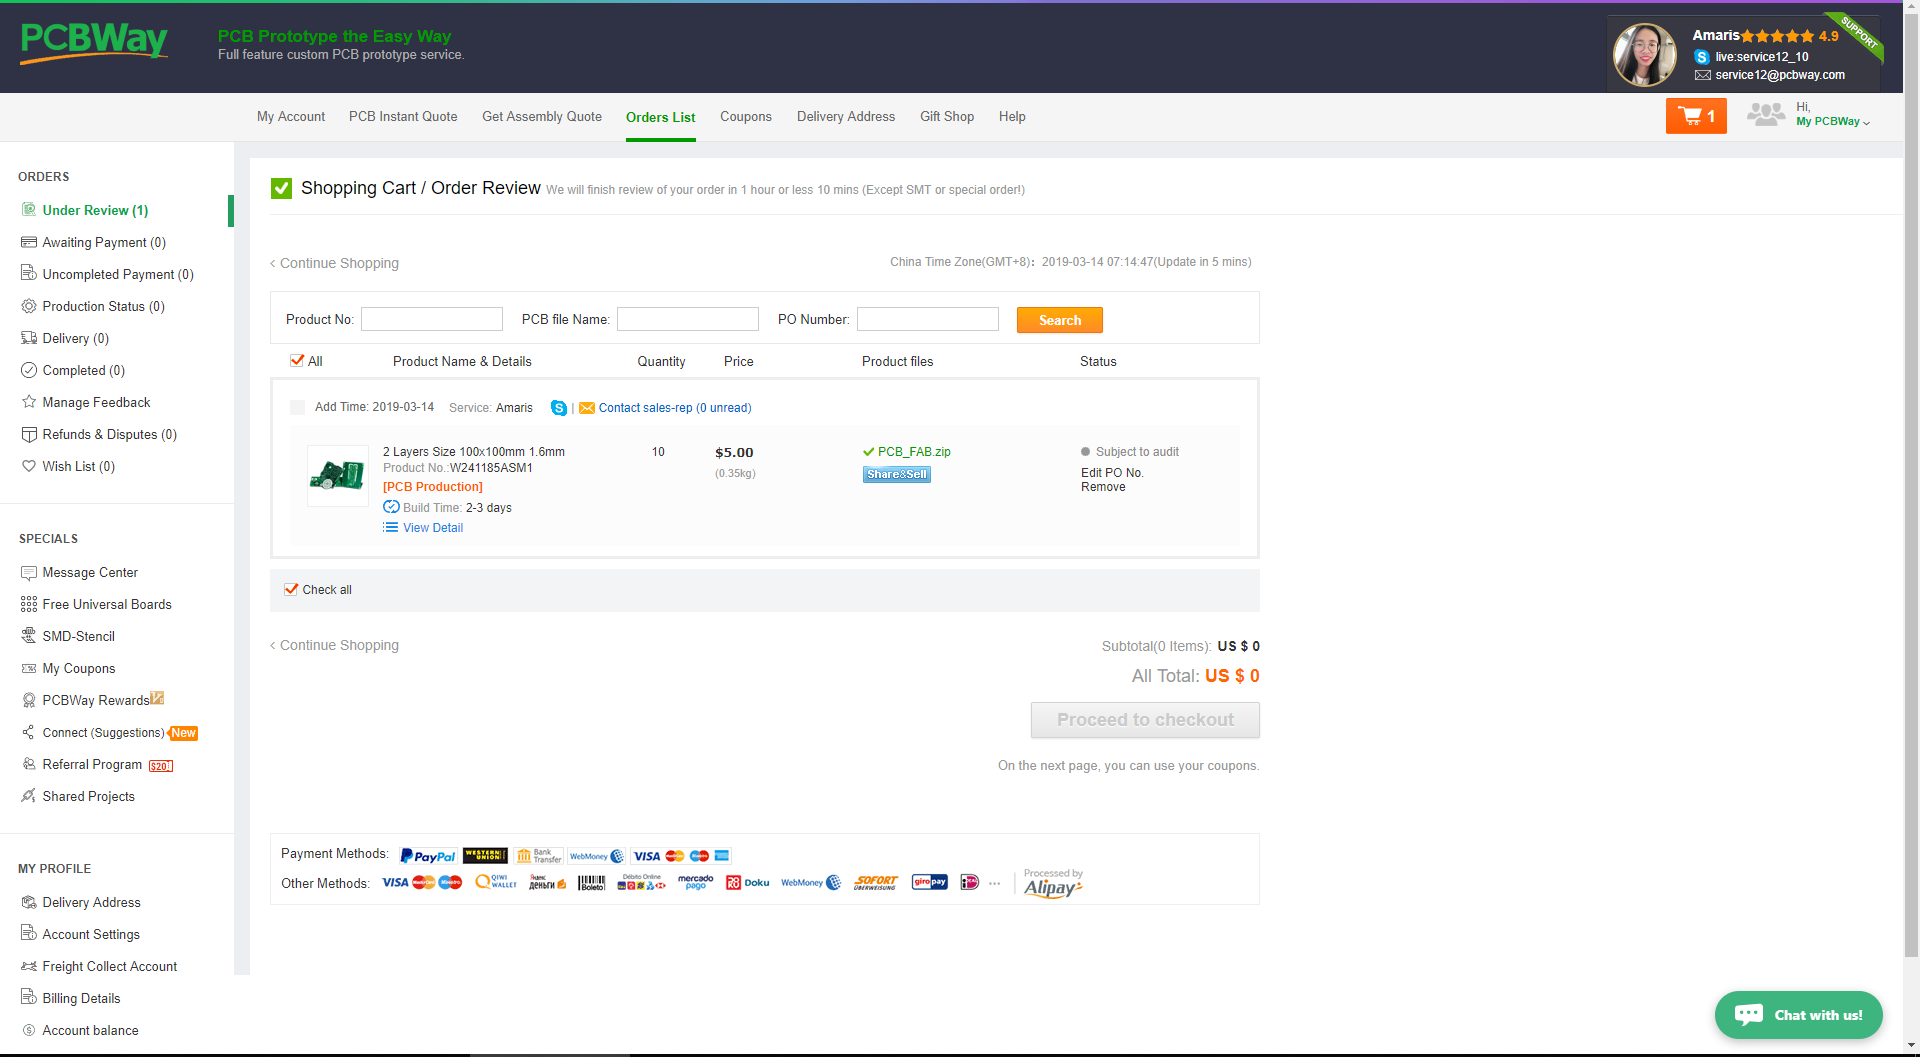 PCBWay
PCB Prototype the Easy Way
Full feature custom PCB prototype service.
Amaris 4.9
SUPPORT
live:service12_10
service12@pcbway.com
My Account PCB Instant Quote Get Assembly Quote Orders List Coupons Delivery Address Gift Shop Help
1
Hi,
My PCBWay
ORDERS
Under Review (1)
Awaiting Payment (0)
Uncompleted Payment (0)
Production Status (0)
Delivery (0)
Completed (0)
Manage Feedback
Refunds & Disputes (0)
Wish List (0)
SPECIALS
Message Center
Free Universal Boards
SMD-Stencil
My Coupons
PCBWay Rewards
Connect (Suggestions) New
Referral Program $20
Shared Projects
MY PROFILE
Delivery Address
Account Settings
Freight Collect Account
Billing Details
Account balance
Shopping Cart / Order Review We will finish review of your order in 1 hour or less 10 mins (Except SMT or special order!)
< Continue Shopping
China Time Zone(GMT+8): 2019-03-14 07:14:47(Update in 5 mins)
Product No: PCB file Name: PO Number: Search
All Product Name & Details Quantity Price Product files Status
Add Time: 2019-03-14 Service: Amaris | Contact sales-rep (0 unread)
2 Layers Size 100x100mm 1.6mm 10 $5.00 PCB_FAB.zip Subject to audit
Product No.:W241185ASM1 (0.35kg) Share&Sell Edit PO No.
[PCB Production] Remove
Build Time: 2-3 days
View Detail
Check all
< Continue Shopping
Subtotal(0 Items): US $ 0
All Total: US $ 0
Proceed to checkout
On the next page, you can use your coupons.
Payment Methods: PayPal WESTERN UNION Bank Transfer WebMoney VISA
Other Methods: VISA QIWI WALLET Яндекс Деньги Boleto Débito Online mercado pago Doku WebMoney SOFORT ÜBERWEISUNG giropay ... Processed by Alipay
Chat with us!